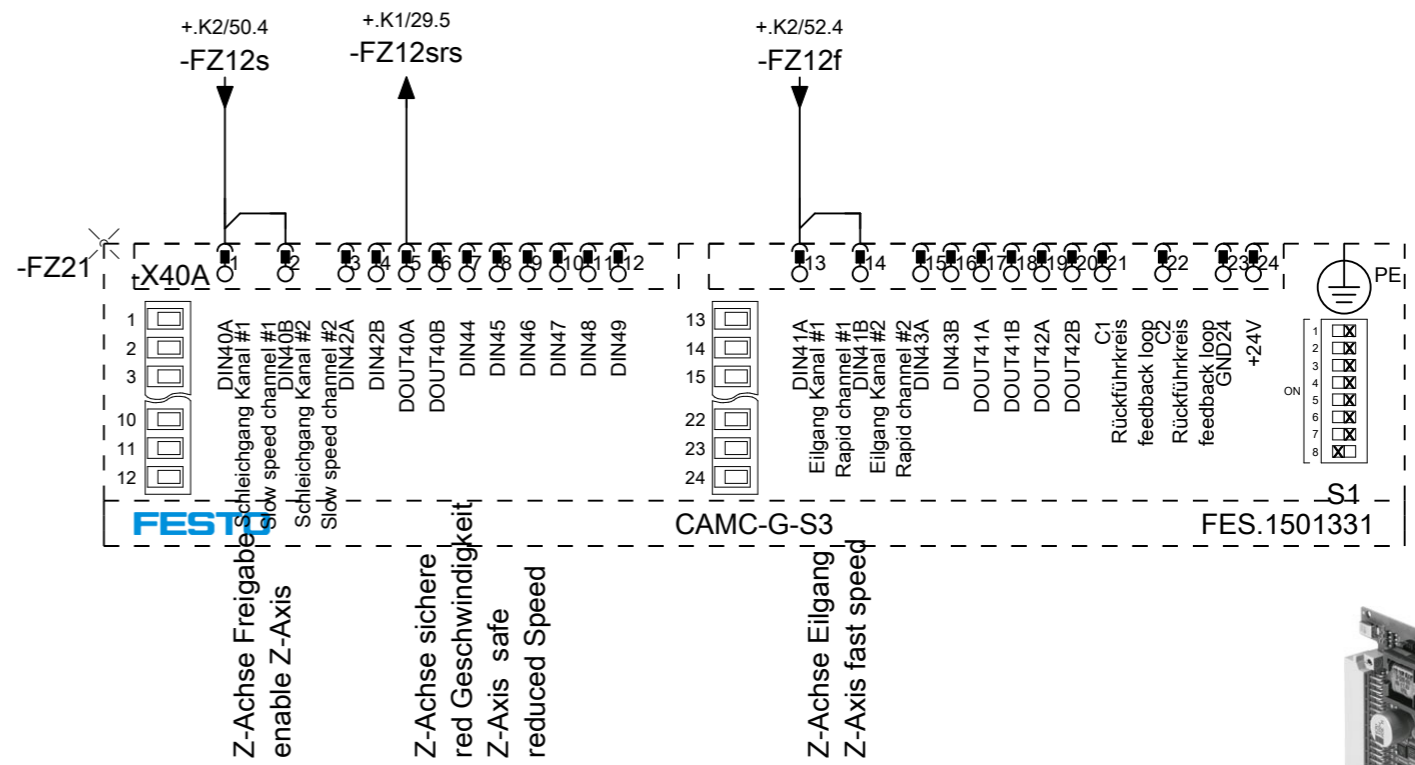 +.K2/50.4
-FZ12s
+.K1/29.5
-FZ12srs
+.K2/52.4
-FZ12f
-FZ21
-X40A
1
2
3
4
5
6
7
8
9
10
11
12
13
14
15
16
17
18
19
20
21
22
23
24
PE
1
2
3
10
11
12
DIN40A
Schleichgang Kanal #1
Slow speed channel #1
DIN40B
Schleichgang Kanal #2
Slow speed channel #2
DIN42A
DIN42B
DOUT40A
DOUT40B
DIN44
DIN45
DIN46
DIN47
DIN48
DIN49
13
14
15
22
23
24
DIN41A
Eilgang Kanal #1
Rapid channel #1
DIN41B
Eilgang Kanal #2
Rapid channel #2
DIN43A
DIN43B
DOUT41A
DOUT41B
DOUT42A
DOUT42B
C1
Rückführkreis
feedback loop
C2
Rückführkreis
feedback loop
GND24
+24V
ON
1
2
3
4
5
6
7
8
S1
FESTO
CAMC-G-S3
FES.1501331
Z-Achse Freigabe
enable Z-Axis
Z-Achse sichere
red Geschwindigkeit
Z-Axis safe
reduced Speed
Z-Achse Eilgang
Z-Axis fast speed